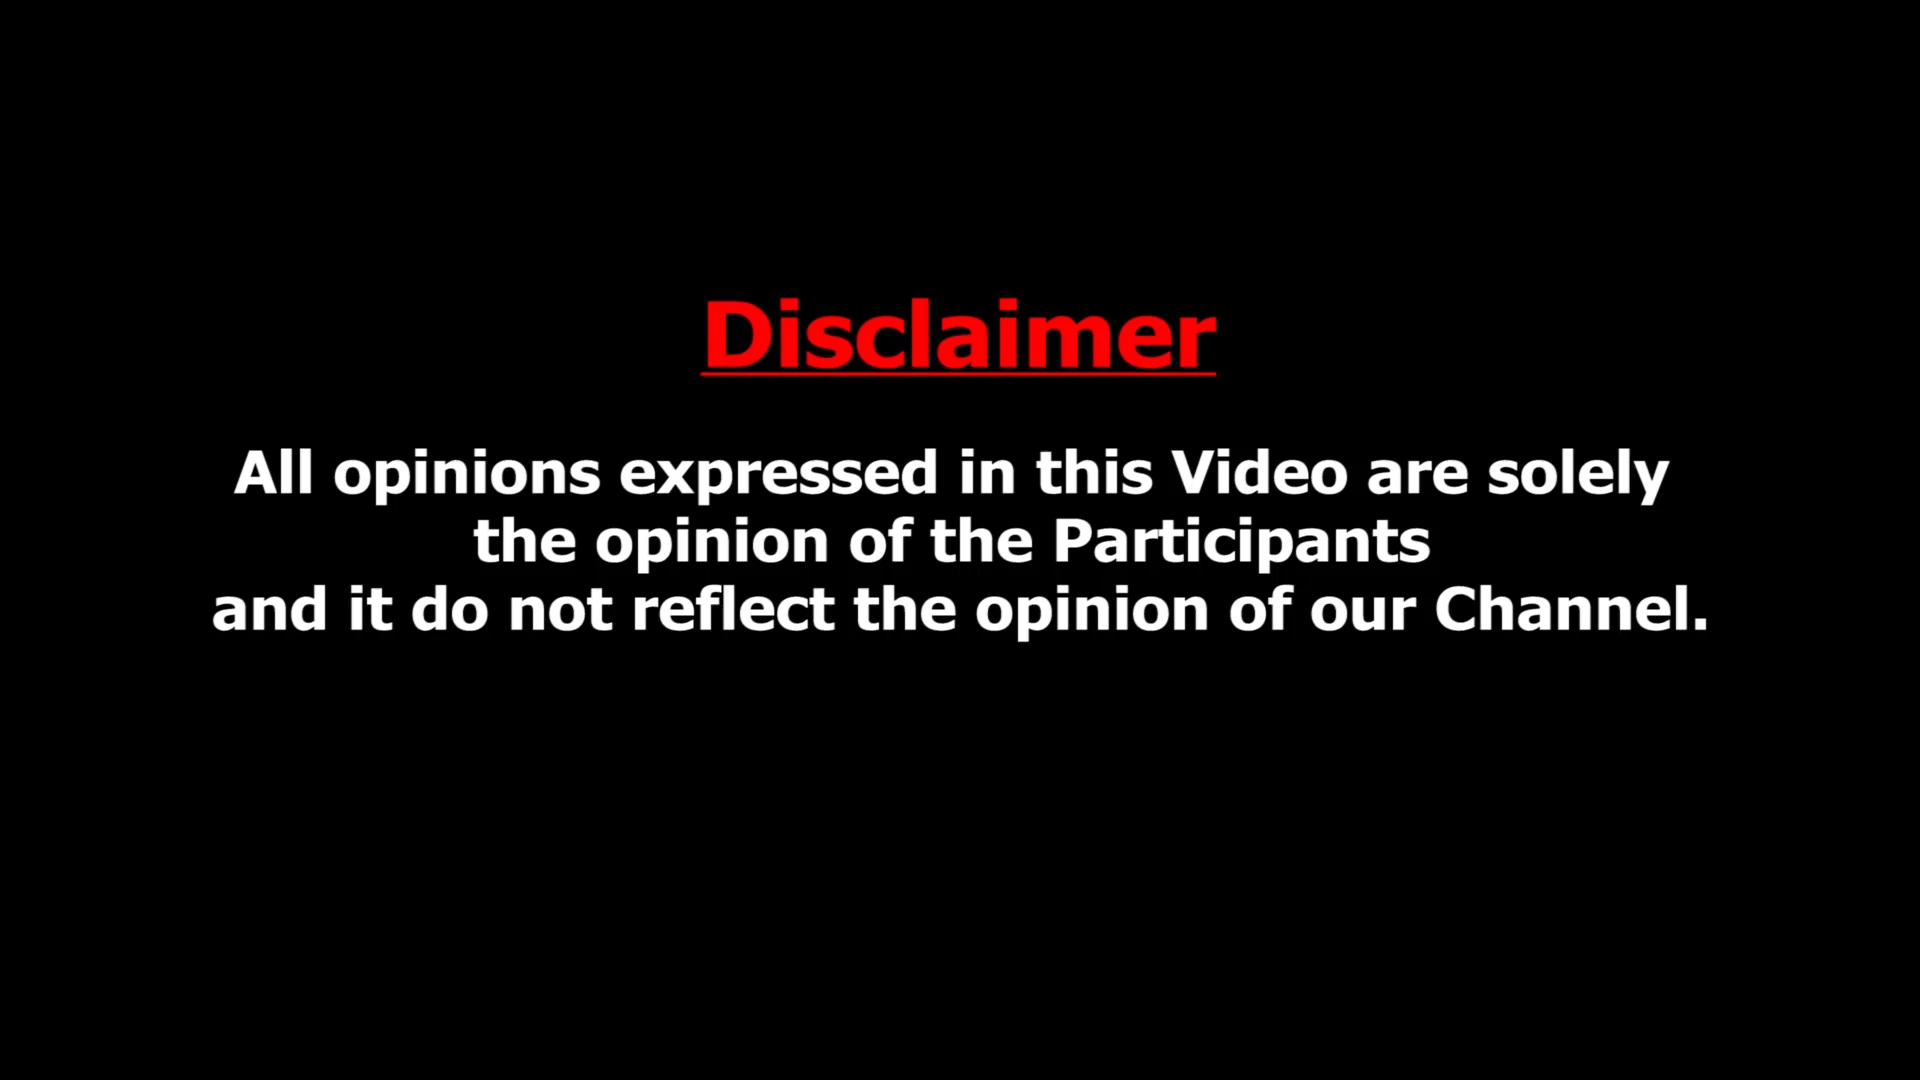 Disclaimer
All opinions expressed in this Video are solely
the opinion of the Participants
and it do not reflect the opinion of our Channel.